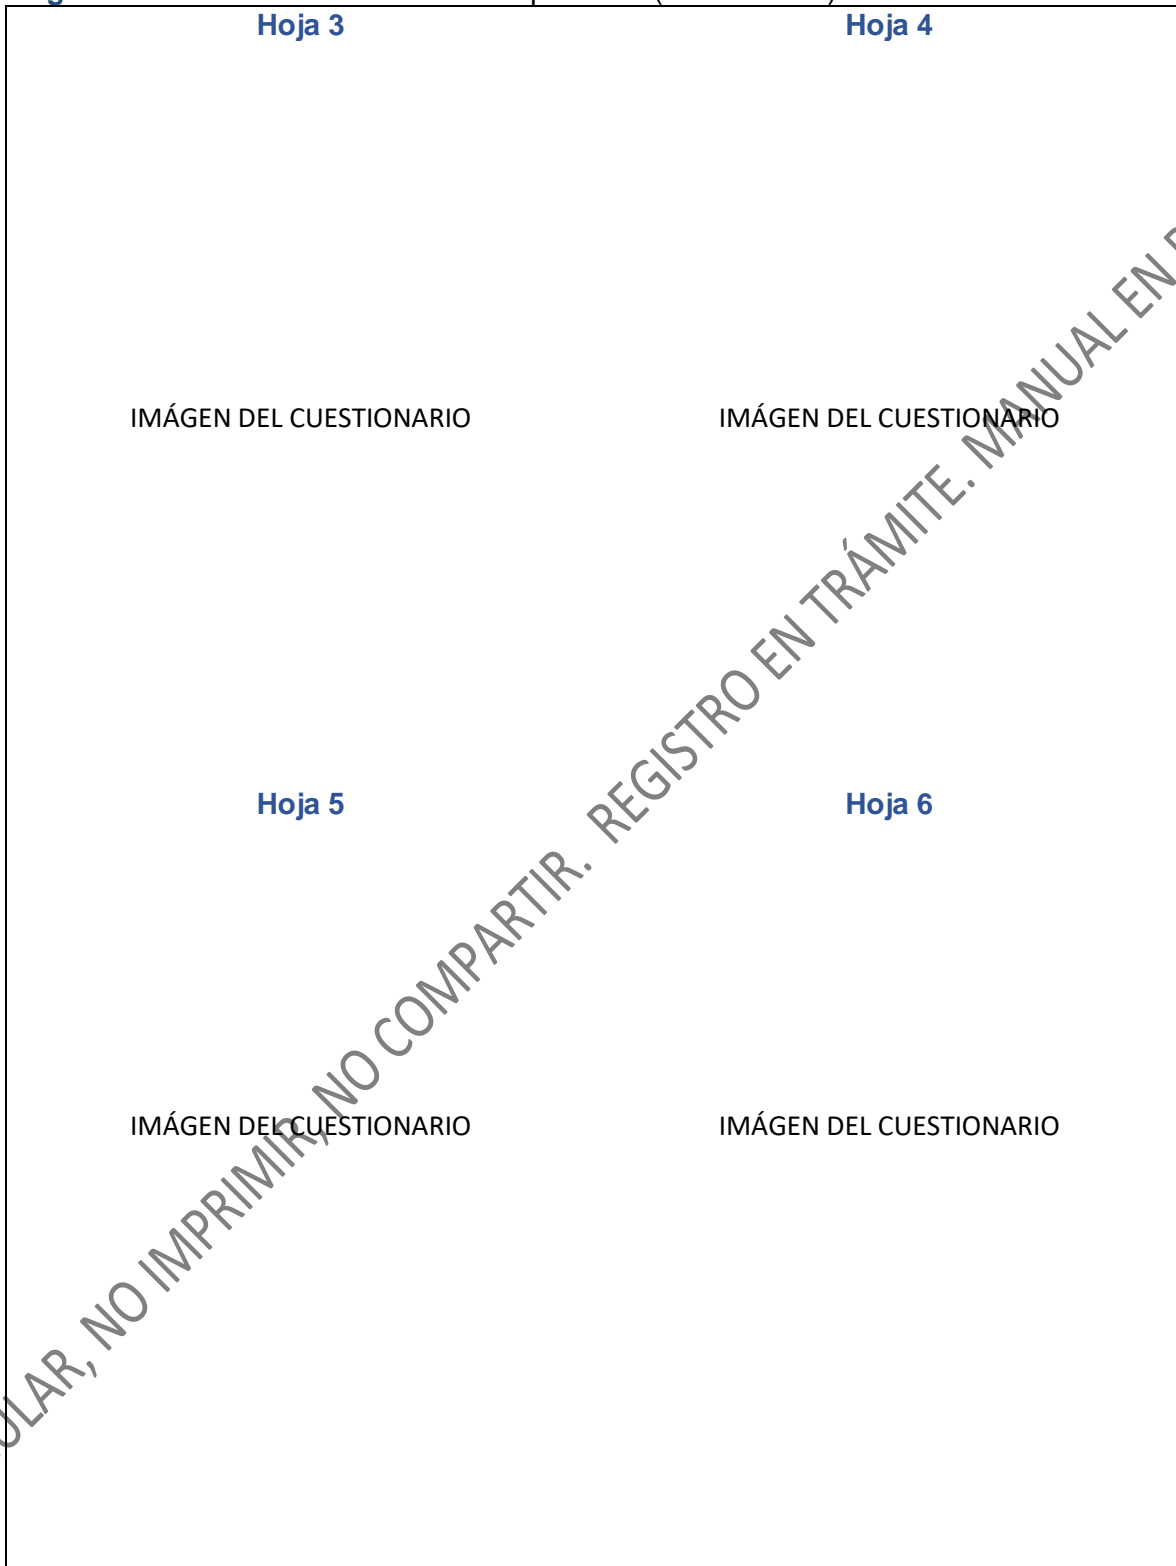 Hoja 3 Hoja 4
IMÁGEN DEL CUESTIONARIO IMÁGEN DEL CUESTIONARIO
Hoja 5 Hoja 6
IMÁGEN DEL CUESTIONARIO IMÁGEN DEL CUESTIONARIO
NO IMPRIMIR, NO COMPARTIR. REGISTRO EN TRÁMITE. MANUAL EN